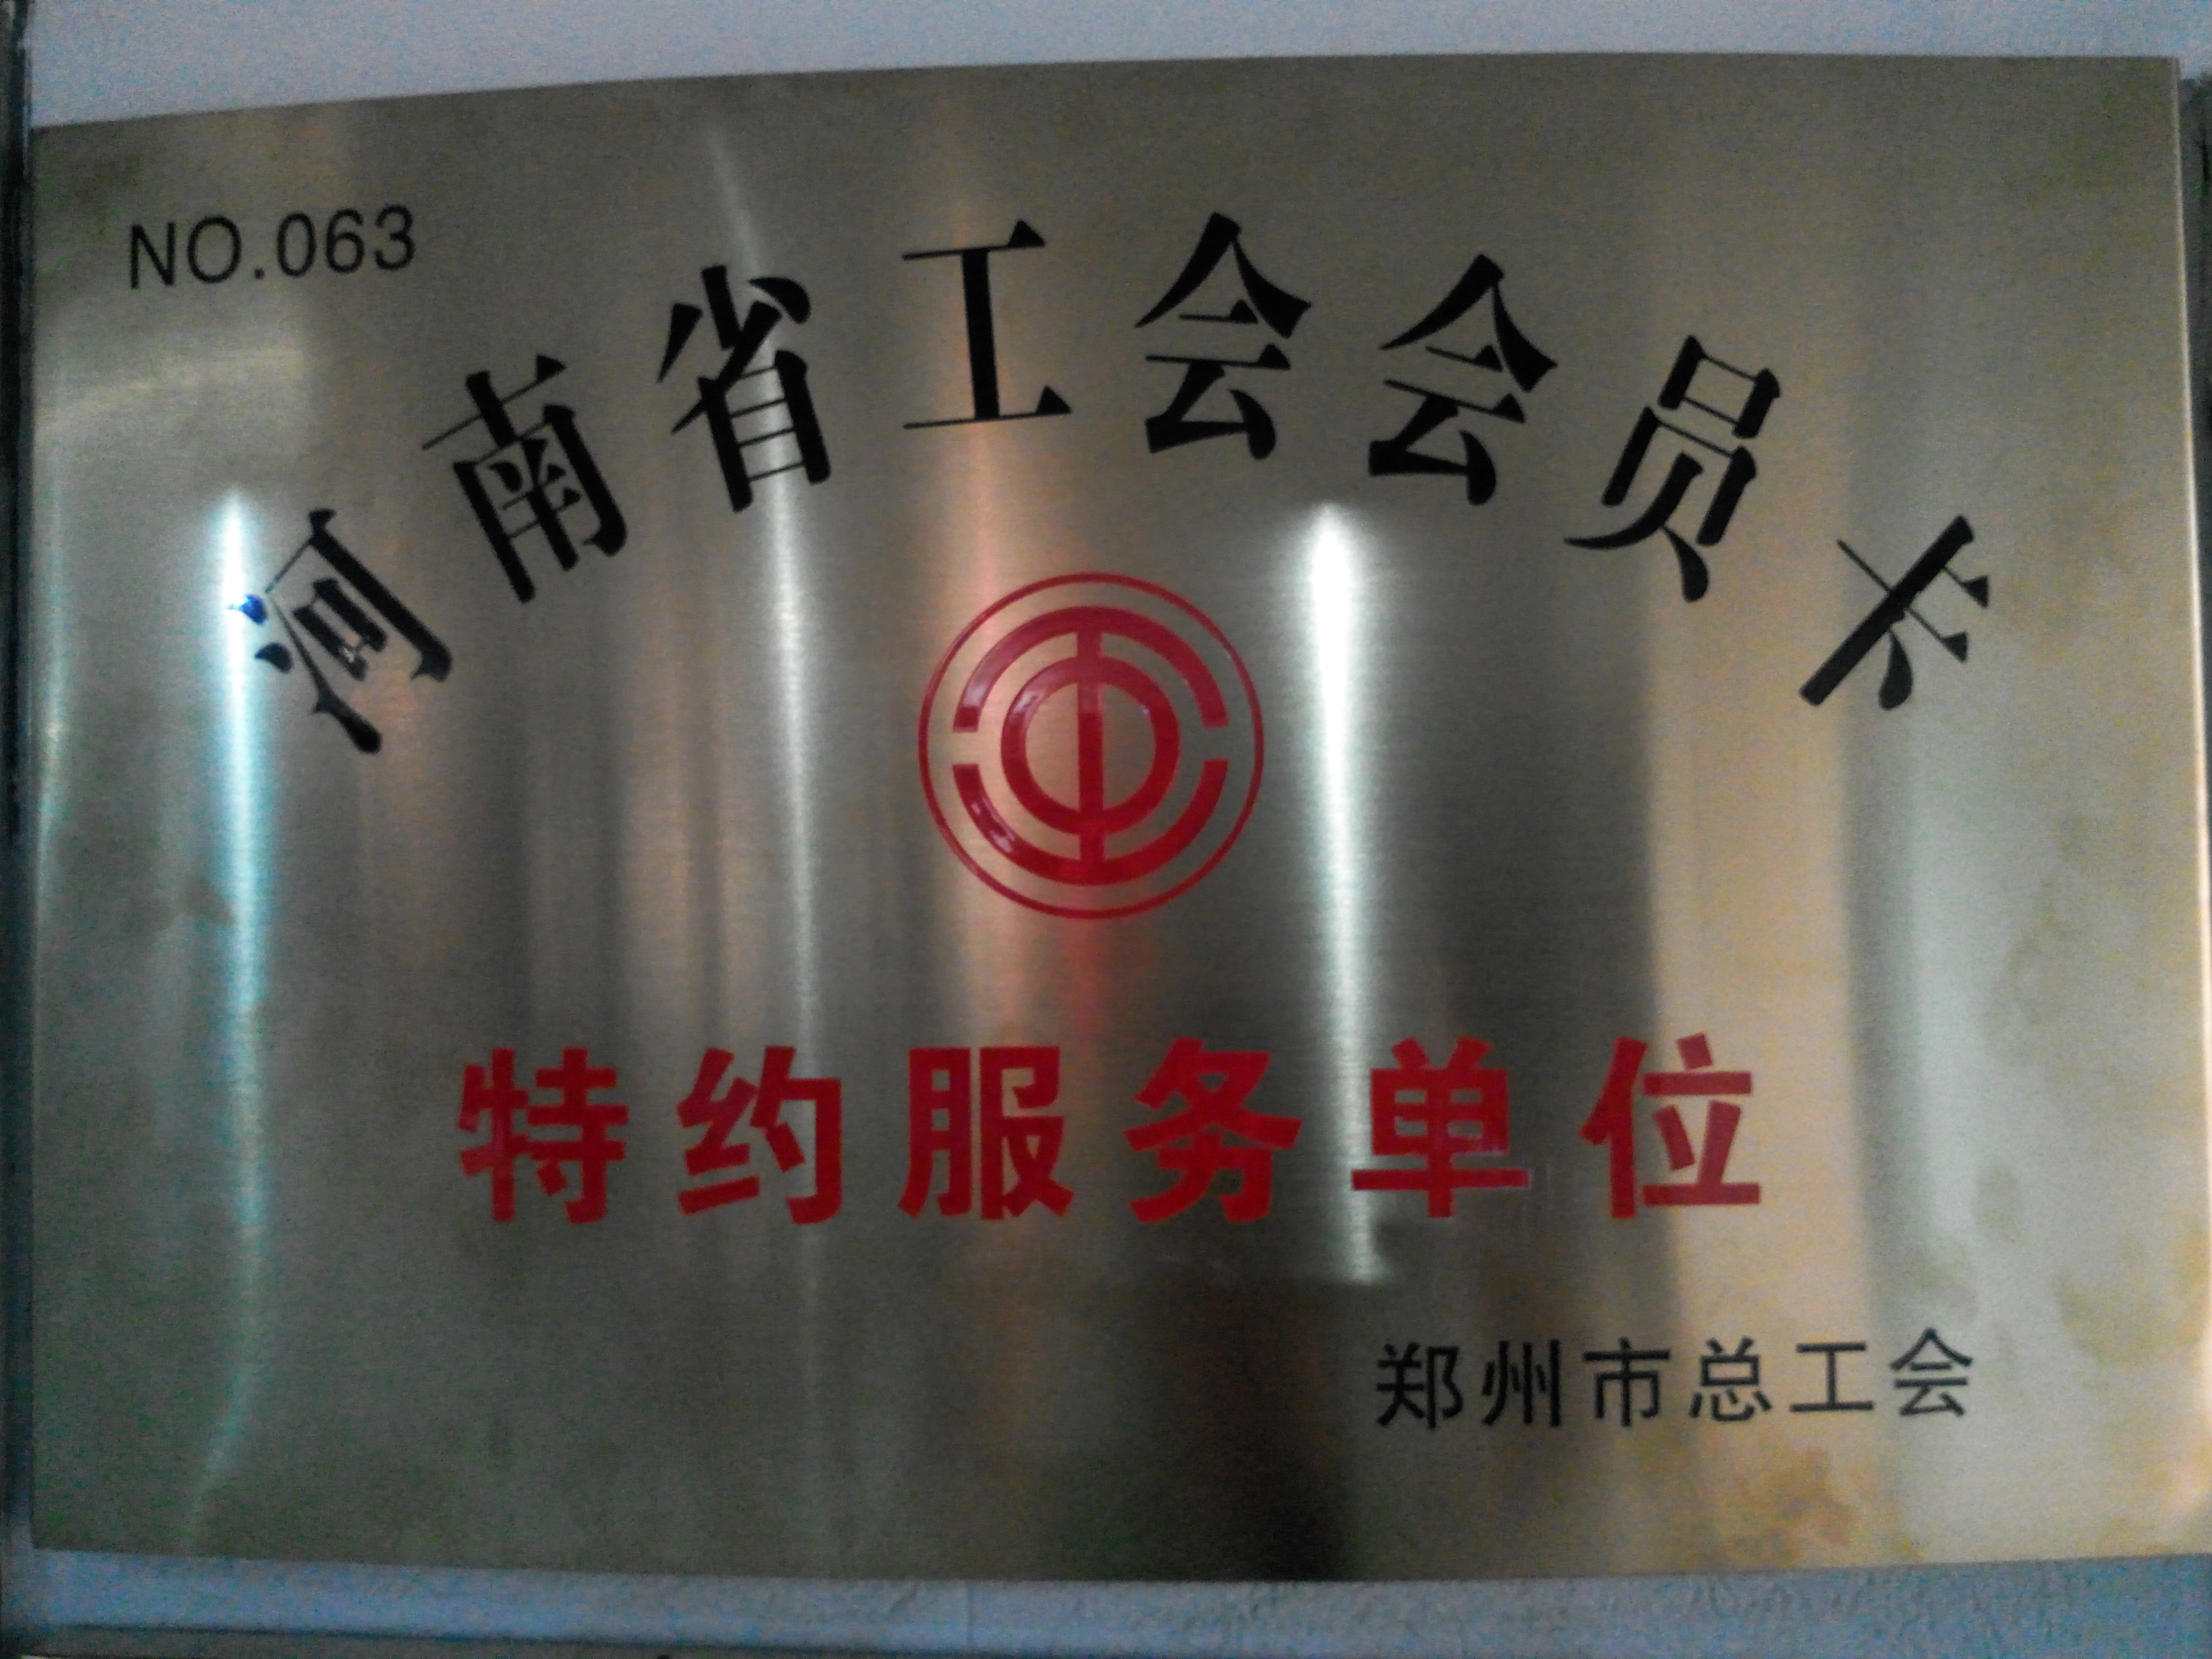 NO.063
河南省工会会员卡
特约服务单位
郑州市总工会